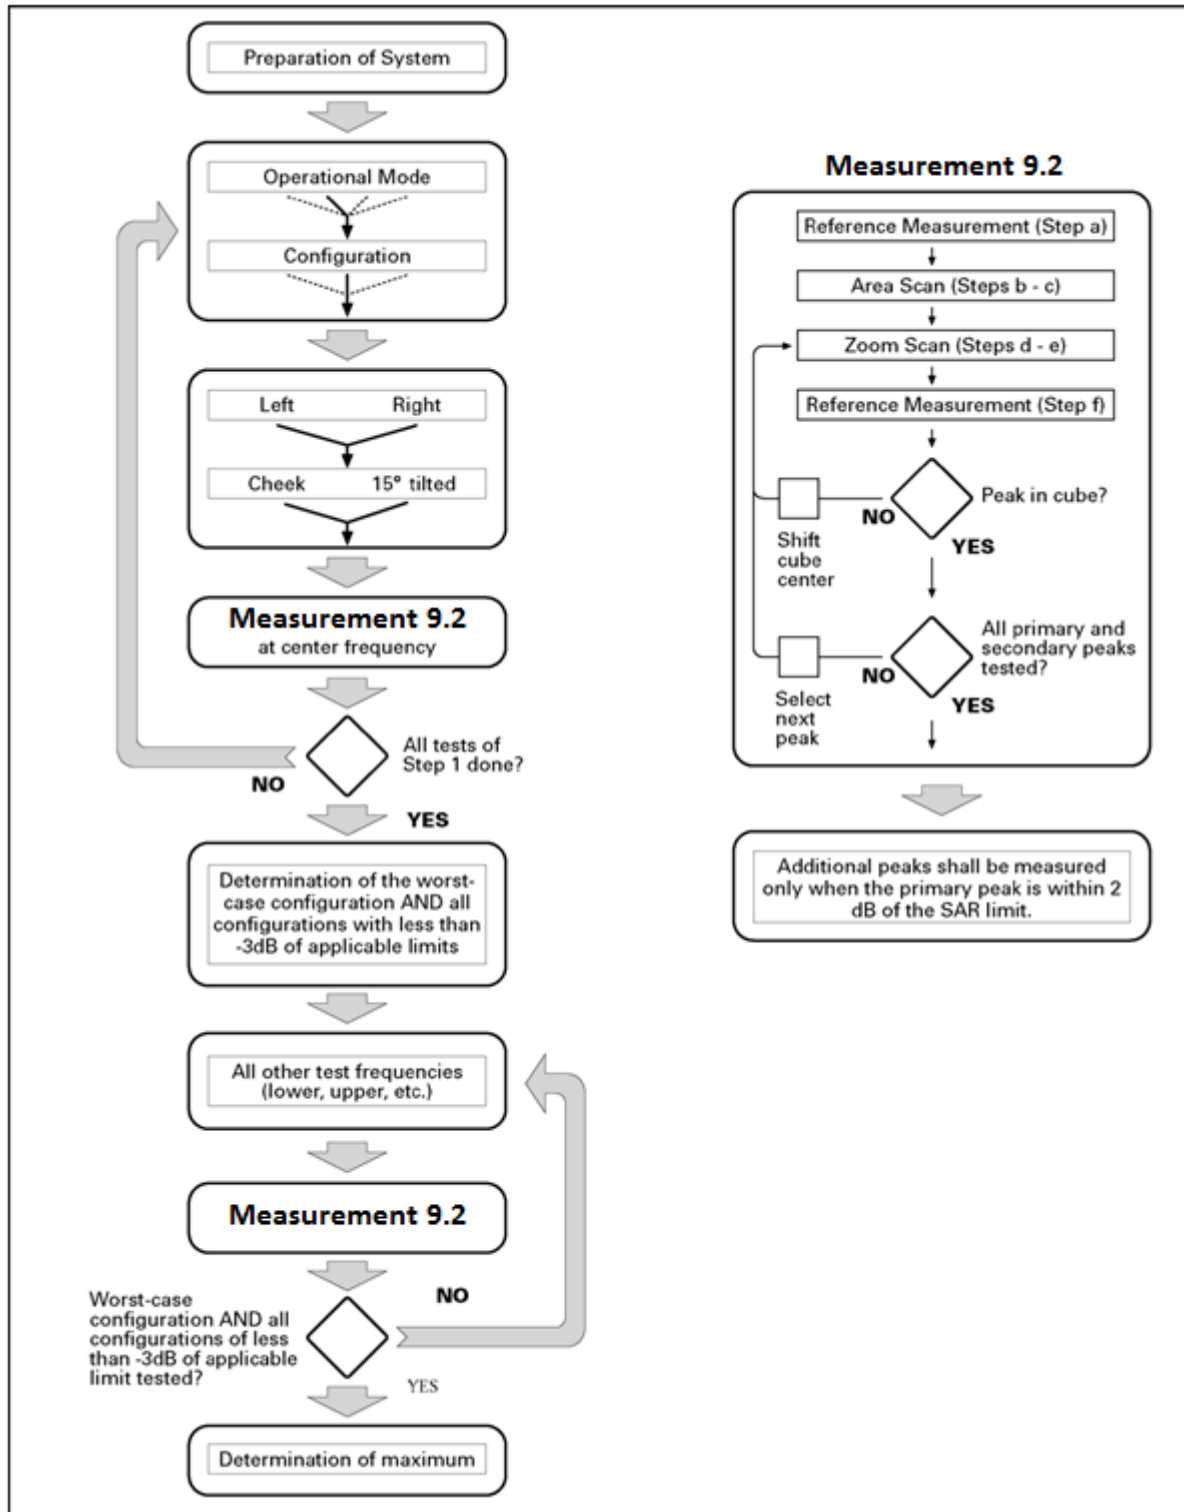 Preparation of System
Operational Mode
Configuration
Left Right
Cheek 15° tilted
Measurement 9.2
at center frequency
All tests of
Step 1 done?
NO
YES
Determination of the worst-
case configuration AND all
configurations with less than
-3dB of applicable limits
All other test frequencies
(lower, upper, etc.)
Measurement 9.2
NO
Worst-case
configuration AND all
configurations of less
than -3dB of applicable
limit tested?
YES
Determination of maximum
Measurement 9.2
Reference Measurement (Step a)
Area Scan (Steps b - c)
Zoom Scan (Steps d - e)
Reference Measurement (Step f)
Peak in cube?
NO
Shift
cube
center
YES
All primary and
secondary peaks
tested?
NO
Select
next
peak
YES
Additional peaks shall be measured
only when the primary peak is within 2
dB of the SAR limit.